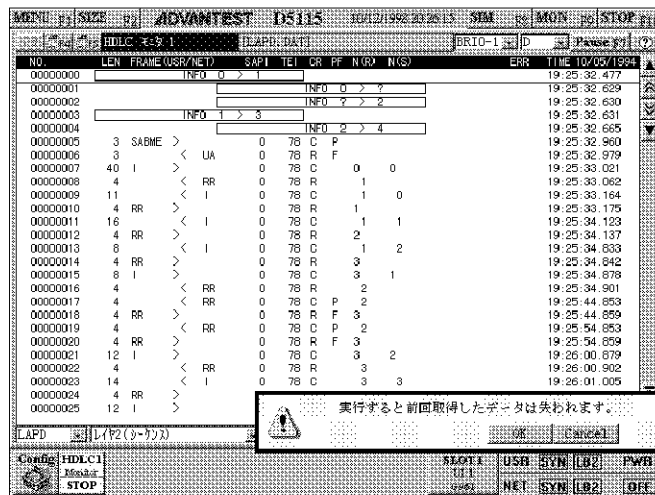 MENU F1 SIZE F2 ADVANTEST D5115 10/12/1998 20:26:15 SIM F8 MON F9 STOP F10
F4 F5 HDLC モニタ 1 [LAPD.DAT] BRI0-1 D Pause F7
NO. LEN FRAME(USR/NET) SAPI TEI CR PF N(R) N(S) ERR TIME 10/05/1994
00000000 INFO 0 > 1 19:25:32.477
00000001 INFO 0 > ? 19:25:32.629
00000002 INFO ? > 2 19:25:32.630
00000003 INFO 1 > 3 19:25:32.631
00000004 INFO 2 > 4 19:25:32.665
00000005 3 SABME > 0 78 C P 19:25:32.960
00000006 3 < UA 0 78 R F 19:25:32.979
00000007 40 I > 0 78 C 0 0 19:25:33.021
00000008 4 < RR 0 78 R 1 19:25:33.062
00000009 11 < I 0 78 C 1 0 19:25:33.164
00000010 4 RR > 0 78 R 1 19:25:33.175
00000011 16 < I 0 78 C 1 1 19:25:34.123
00000012 4 RR > 0 78 R 2 19:25:34.137
00000013 8 < I 0 78 C 1 2 19:25:34.833
00000014 4 RR > 0 78 R 3 19:25:34.842
00000015 8 I > 0 78 C 3 1 19:25:34.878
00000016 4 < RR 0 78 R 2 19:25:34.901
00000017 4 < RR 0 78 C P 2 19:25:44.853
00000018 4 RR > 0 78 R F 3 19:25:44.859
00000019 4 < RR 0 78 C P 2 19:25:54.853
00000020 4 RR > 0 78 R F 3 19:25:54.859
00000021 12 I > 0 78 C 3 2 19:26:00.879
00000022 4 < RR 0 78 R 3 19:26:00.902
00000023 14 < I 0 78 C 3 3 19:26:01.005
00000024 4 RR >
00000025 12 I >
実行すると前回取得したデータは失われます。
OK Cancel
LAPD レイヤ2(シーケンス)
Config HDLC1 Monitor STOP
SLOT1
USR SYN LB2 PWR
NET SYN LB2 OFF